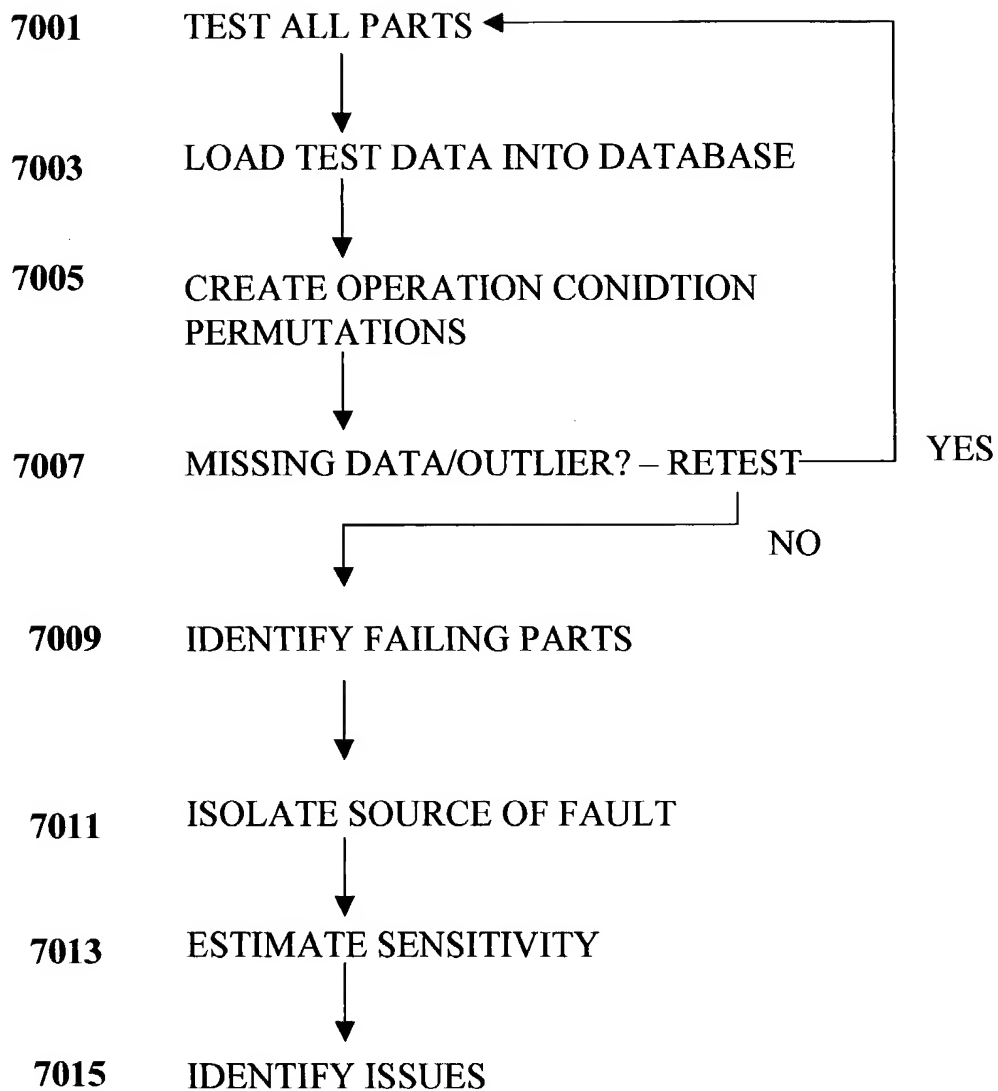 7001 TEST ALL PARTS
7003 LOAD TEST DATA INTO DATABASE
7005 CREATE OPERATION CONIDTION
PERMUTATIONS
7007 MISSING DATA/OUTLIER? – RETEST YES
NO
7009 IDENTIFY FAILING PARTS
7011 ISOLATE SOURCE OF FAULT
7013 ESTIMATE SENSITIVITY
7015 IDENTIFY ISSUES